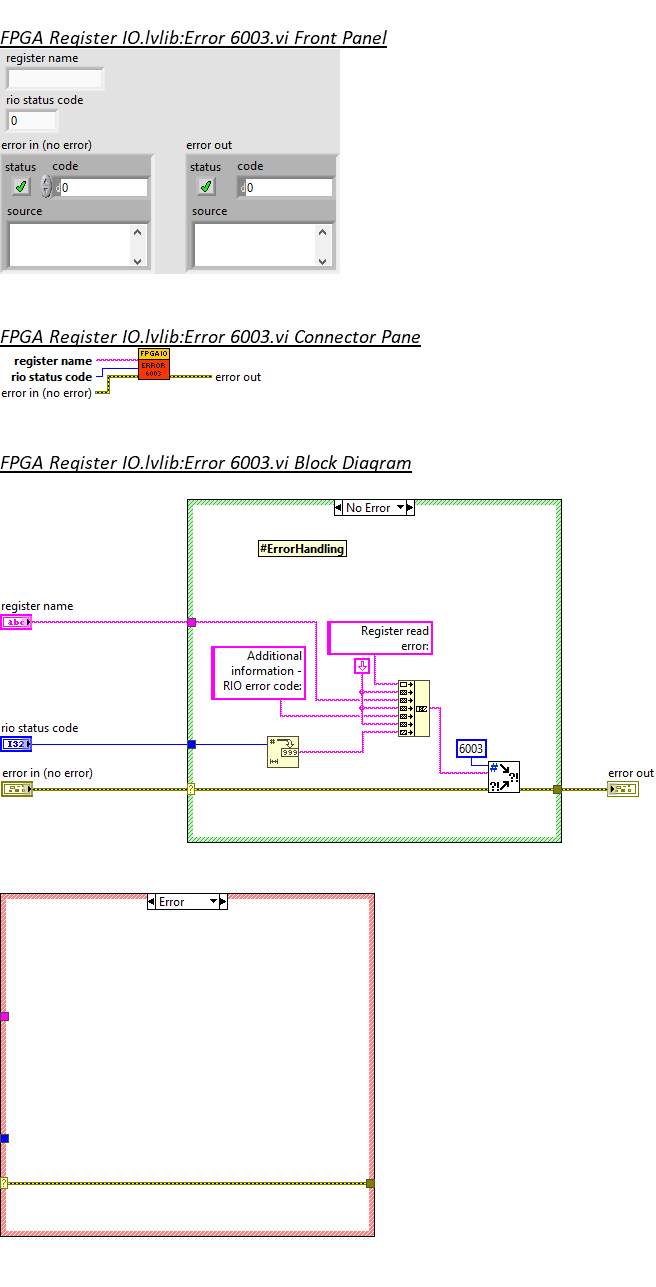 FPGA Register IO.lvlib:Error 6003.vi Front Panel
register name
rio status code
0
error in (no error)
error out
status code
0
status code
0
source
source
FPGA Register IO.lvlib:Error 6003.vi Connector Pane
register name
rio status code
error in (no error)
FPGAIO
ERROR
6003
error out
FPGA Register IO.lvlib:Error 6003.vi Block Diagram
No Error
#ErrorHandling
register name
abc
Register read
error:
Additional
information -
RIO error code:
rio status code
I32
#
999
6003
#
?!
?!
error in (no error)
?
error out
Error
?